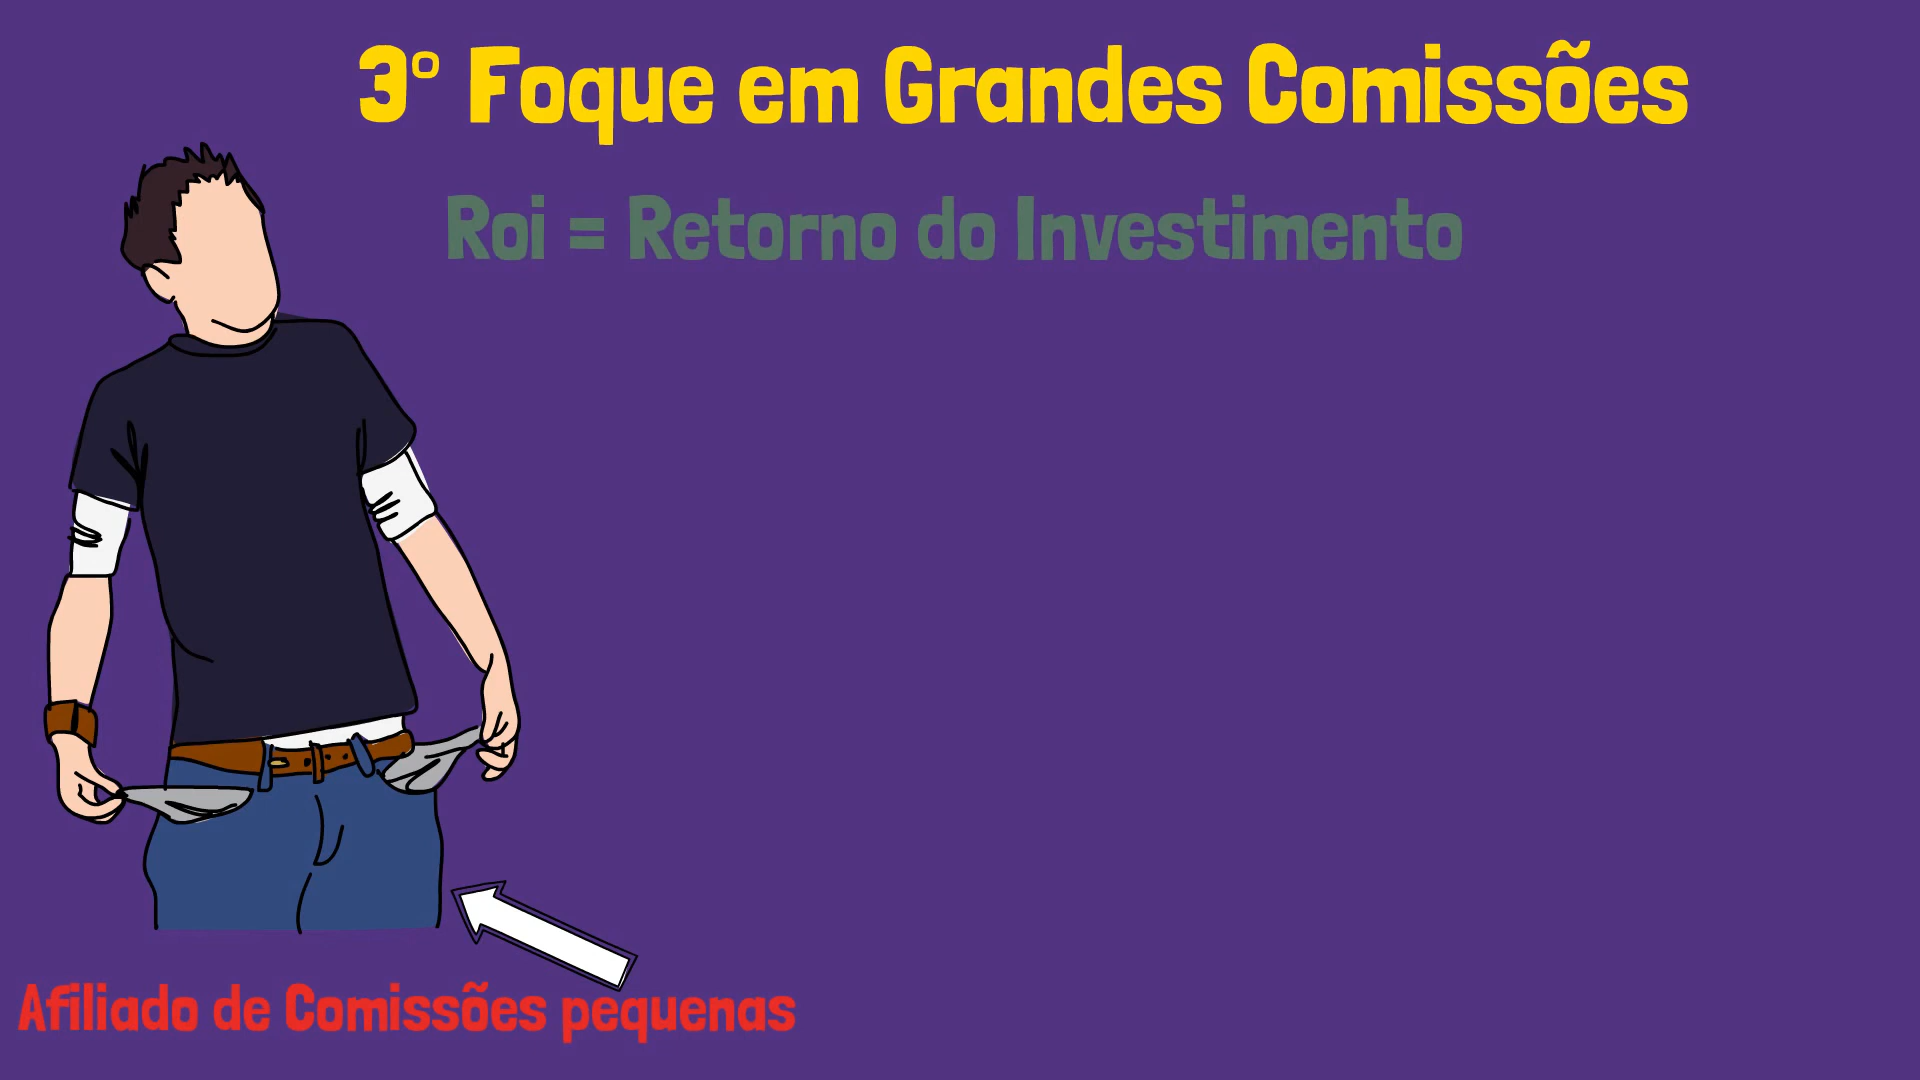 3º Foque em Grandes Comissões
Roi = Retorno do Investimento
Afiliado de Comissões pequenas